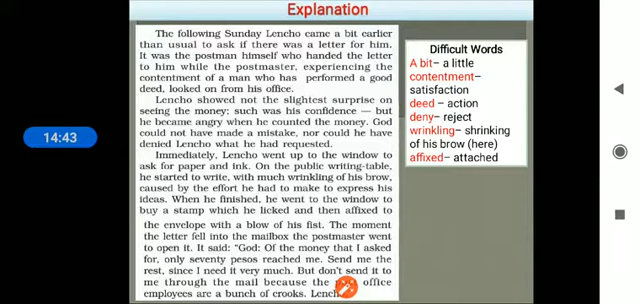 Explanation
The following Sunday Lencho came a bit earlier
than usual to ask if there was a letter for him.
It was the postman himself who handed the letter
to him while the postmaster, experiencing the
contentment of a man who has performed a good
deed, looked on from his office.
Lencho showed not the slightest surprise on
seeing the money; such was his confidence — but
he became angry when he counted the money. God
could not have made a mistake, nor could he have
denied Lencho what he had requested.
Immediately, Lencho went up to the window to
ask for paper and ink. On the public writing-table,
he started to write, with much wrinkling of his brow,
caused by the effort he had to make to express his
ideas. When he finished, he went to the window to
buy a stamp which he licked and then affixed to
the envelope with a blow of his fist. The moment
the letter fell into the mailbox the postmaster went
to open it. It said: “God: Of the money that I asked
for, only seventy pesos reached me. Send me the
rest, since I need it very much. But don’t send it to
me through the mail because the office
employees are a bunch of crooks.
Difficult Words
A bit– a little
contentment–
satisfaction
deed – action
deny – reject
wrinkling – shrinking
of his brow (here)
affixed – attached
14:43